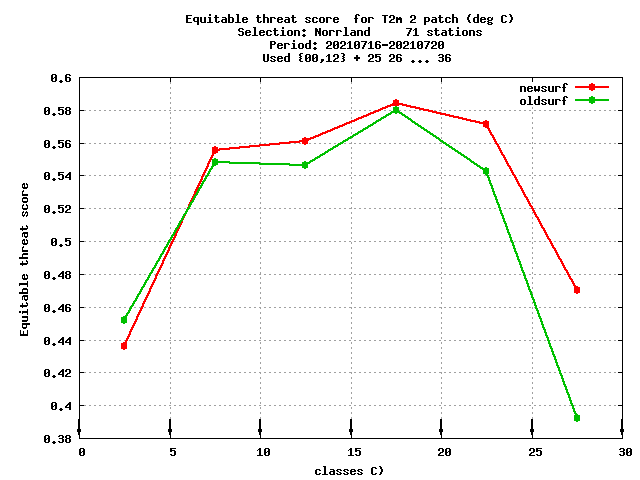 Equitable threat score  for T2m 2 patch (deg C)
Selection: Norrland     71 stations
Period: 20210716-20210720
Used {00,12} + 25 26 ... 36
newsurf
oldsurf
0.6
0.58
0.56
0.54
0.52
0.5
0.48
0.46
0.44
0.42
0.4
0.38
Equitable threat score
0 5 10 15 20 25 30
classes C)